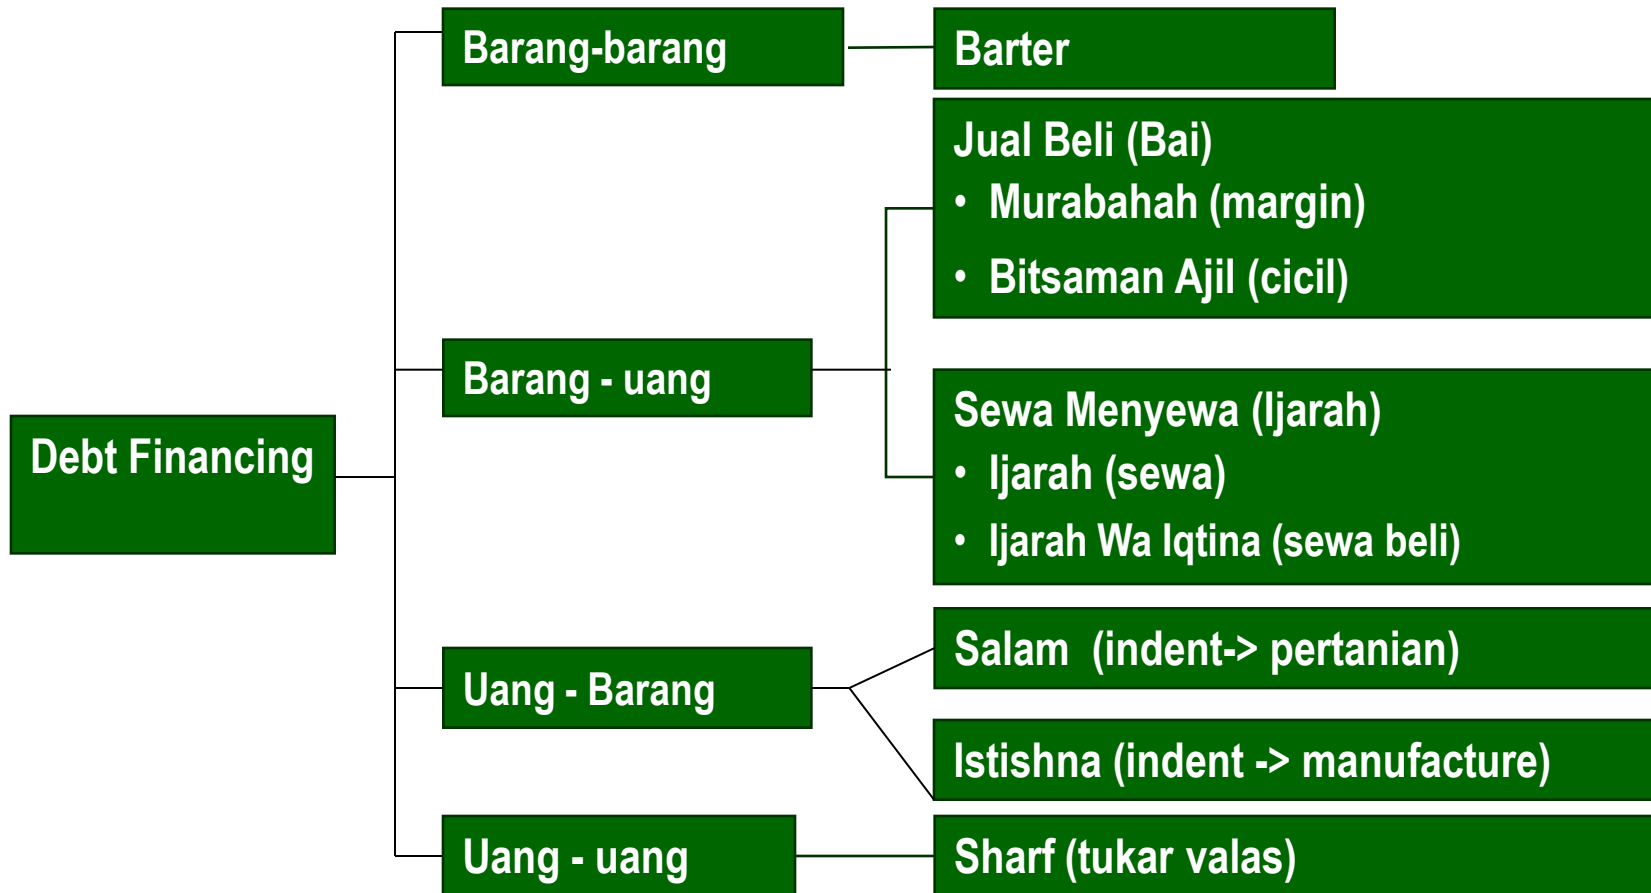 Debt Financing
Barang-barang
Barter
Barang - uang
Jual Beli (Bai)
• Murabahah (margin)
• Bitsaman Ajil (cicil)
Sewa Menyewa (Ijarah)
• Ijarah (sewa)
• Ijarah Wa Iqtina (sewa beli)
Uang - Barang
Salam (indent-> pertanian)
Istishna (indent -> manufacture)
Uang - uang
Sharf (tukar valas)